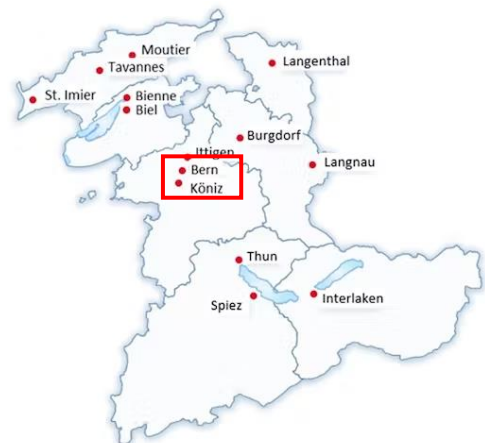 Moutier
Langenthal
Tavannes
St. Imier
Bienne
Biel
Burgdorf
Ittigen
Langnau
Bern
Köniz
Thun
Spiez
Interlaken